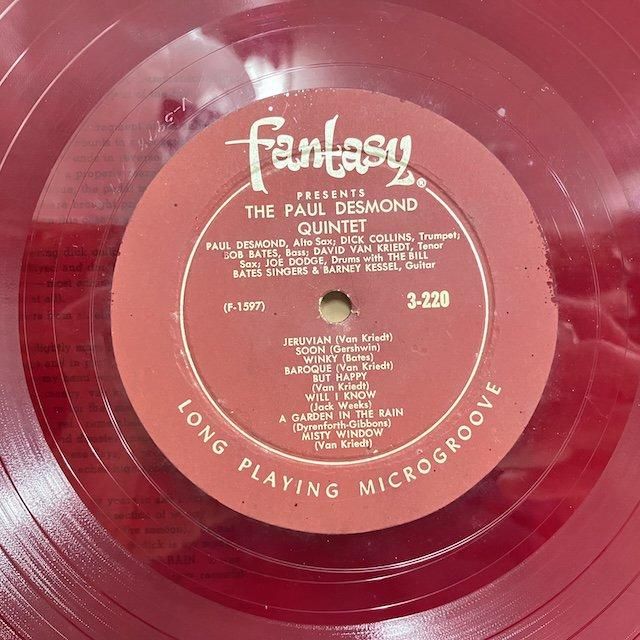 fantasy®
PRESENTS
THE PAUL DESMOND
QUINTET
PAUL DESMOND, Alto Sax; DICK COLLINS, Trumpet;
BOB BATES, Bass; DAVID VAN KRIEDT, Tenor
Sax; JOE DODGE, Drums with THE BILL
BATES SINGERS & BARNEY KESSEL, Guitar
(F-1597)
3-220
JERUVIAN (Van Kriedt)
SOON (Gershwin)
WINKY (Bates)
BAROQUE (Van Kriedt)
BUT HAPPY
(Van Kriedt)
WILL I KNOW
(Jack Weeks)
A GARDEN IN THE RAIN
(Dyrenforth-Gibbons)
MISTY WINDOW
(Van Kriedt)
LONG PLAYING MICROGROOVE